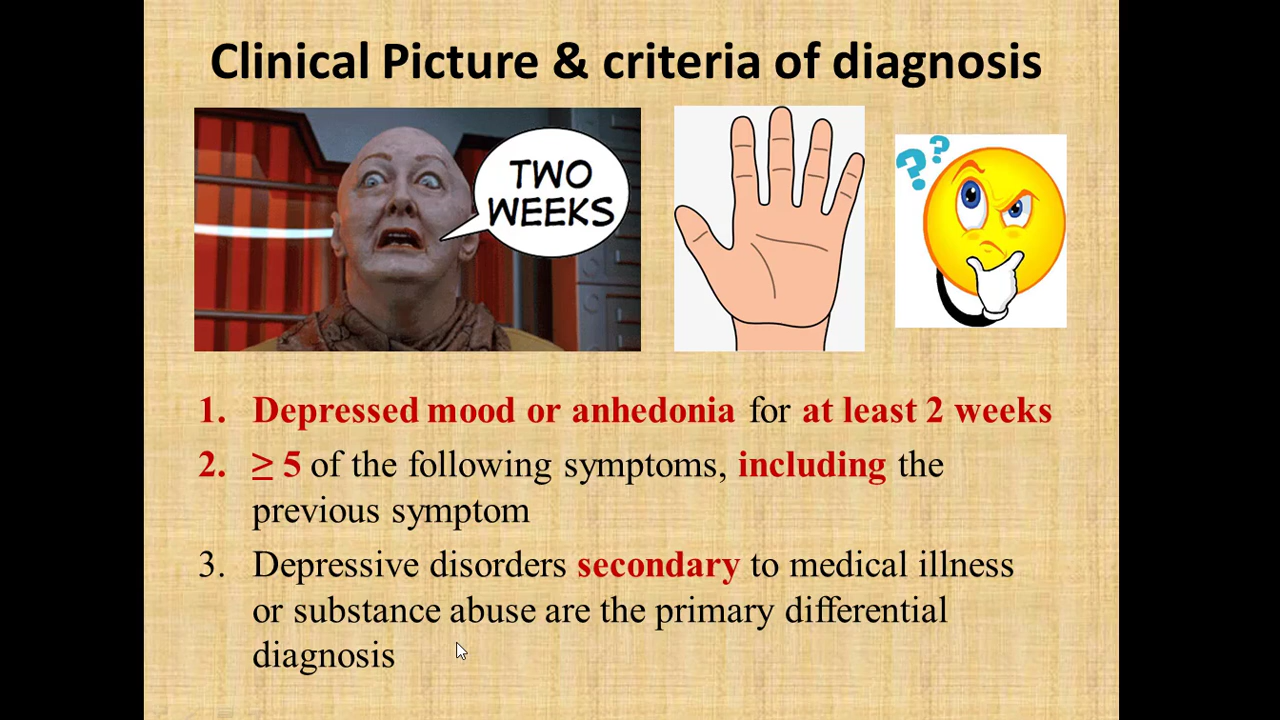 Clinical Picture & criteria of diagnosis
TWO
WEEKS
? ?
1. Depressed mood or anhedonia for at least 2 weeks
2. ≥ 5 of the following symptoms, including the
previous symptom
3. Depressive disorders secondary to medical illness
or substance abuse are the primary differential
diagnosis